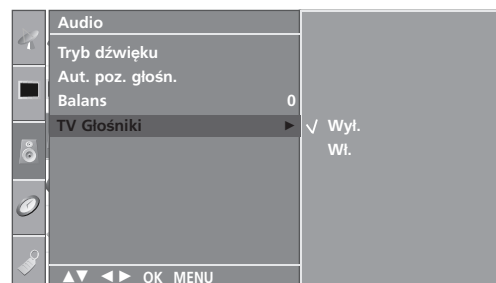 Audio
Tryb dźwięku
Aut. poz. głośn.
Balans 0
TV Głośniki ► √ Wył.
Wł.
▲▼ ◄► OK MENU